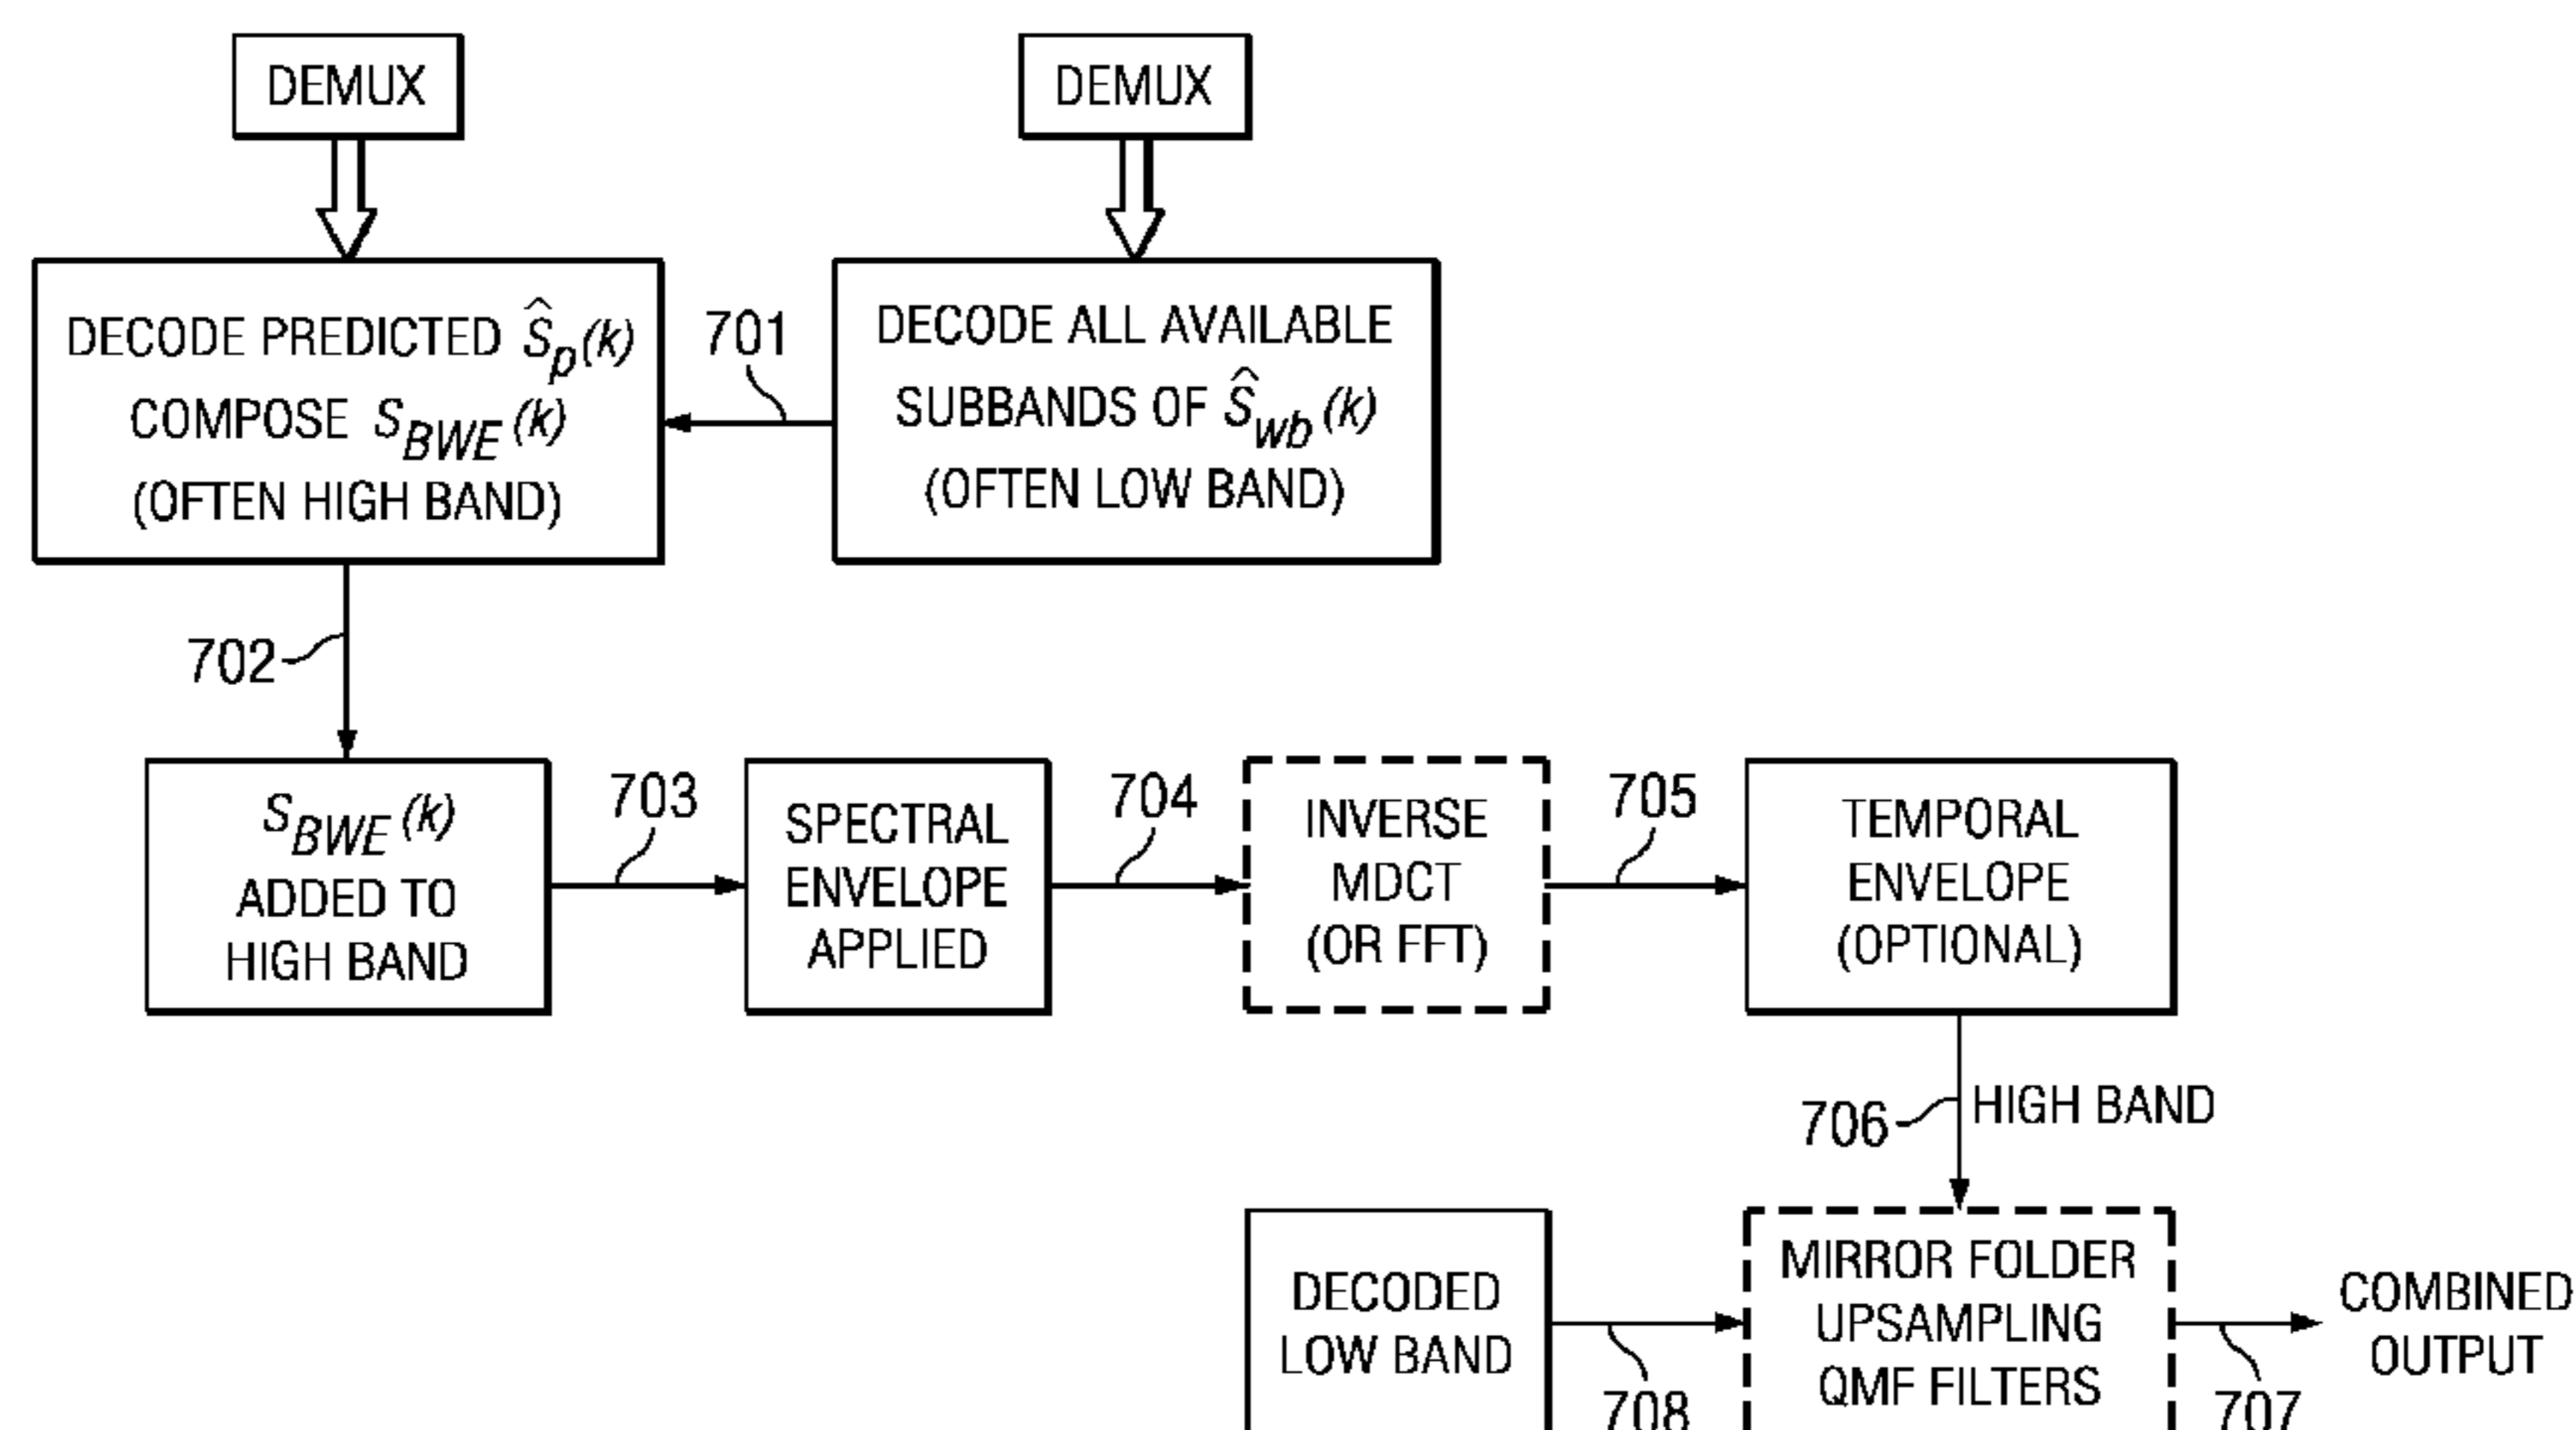 DEMUX
DEMUX
DECODE PREDICTED Ŝp(k)
COMPOSE SBWE(k)
(OFTEN HIGH BAND)
701
DECODE ALL AVAILABLE
SUBBANDS OF Ŝwb(k)
(OFTEN LOW BAND)
702
SBWE(k)
ADDED TO
HIGH BAND
703
SPECTRAL
ENVELOPE
APPLIED
704
INVERSE
MDCT
(OR FFT)
705
TEMPORAL
ENVELOPE
(OPTIONAL)
706
HIGH BAND
DECODED
LOW BAND
708
MIRROR FOLDER
UPSAMPLING
QMF FILTERS
707
COMBINED
OUTPUT